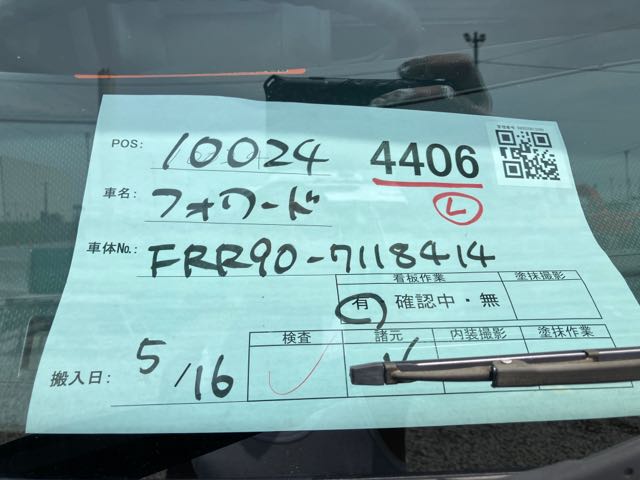 POS: 10024 4406
車名: フォワード L
車体No.: FRR90-7118414
看板作業 塗抹撮影
有・確認中・無
検査 諸元 内装撮影 塗抹作業
搬入日: 5/16